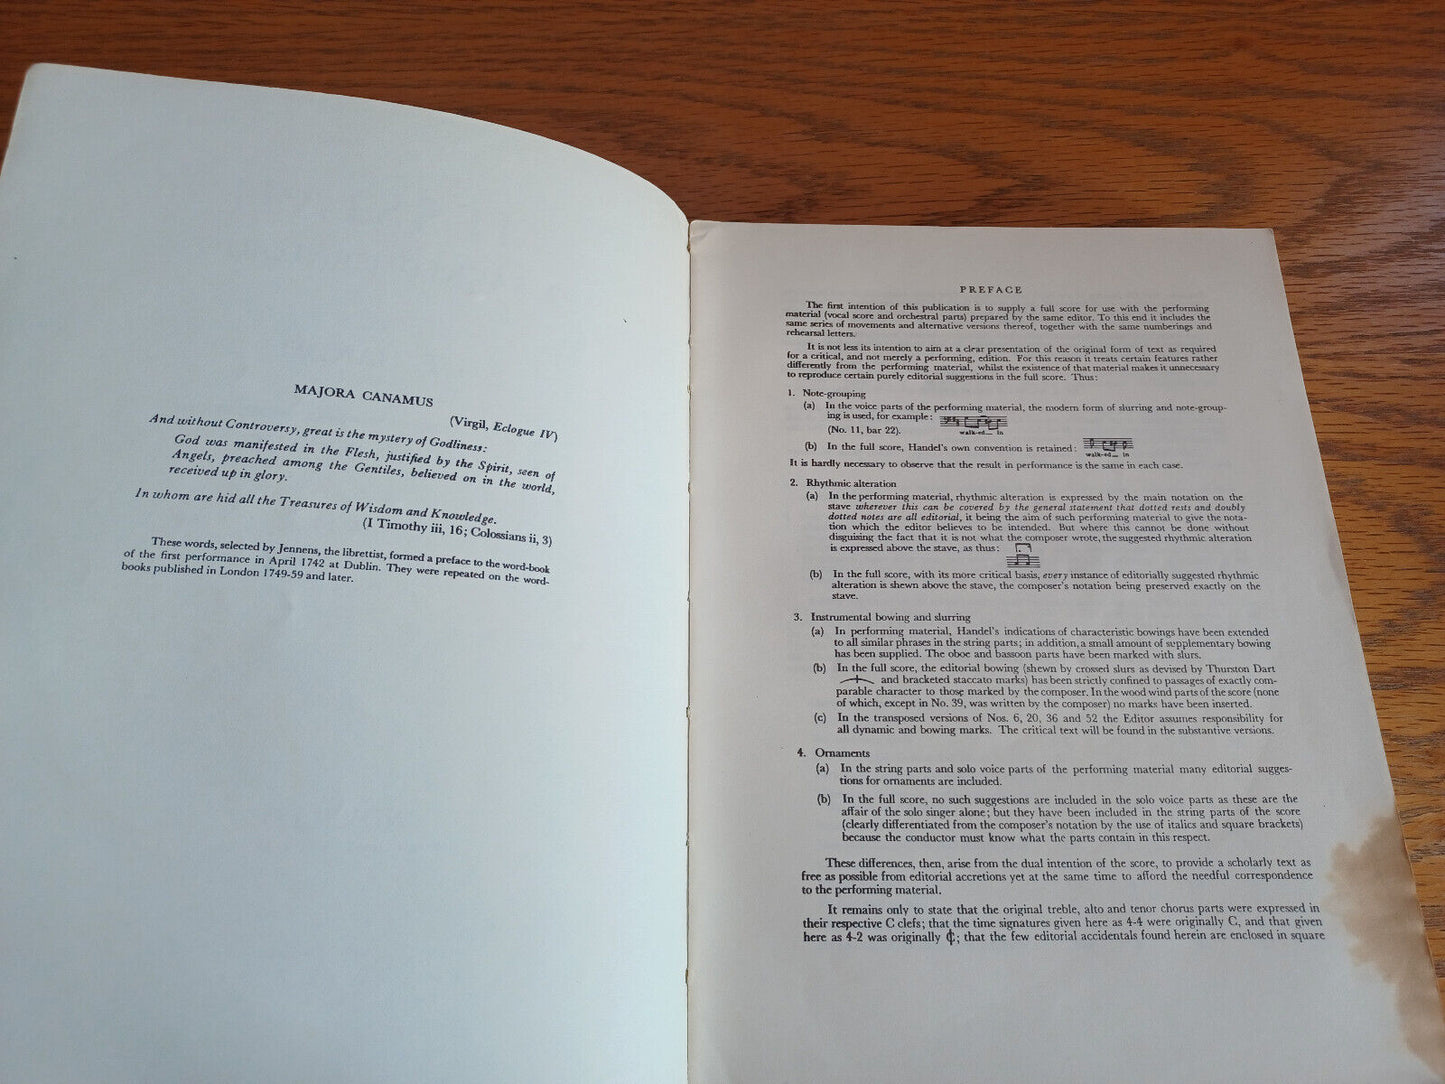 MAJORA CANAMUS
(Virgil, Eclogue IV)
And without Controversy, great is the mystery of Godliness:
God was manifested in the Flesh, justified by the Spirit, seen of
Angels, preached among the Gentiles, believed on in the world,
received up in glory.
In whom are hid all the Treasures of Wisdom and Knowledge.
(I Timothy iii, 16; Colossians ii, 3)
These words, selected by Jennens, the librettist, formed a preface to the word-book
of the first performance in April 1742 at Dublin. They were repeated on the word-
books published in London 1749-59 and later.
PREFACE
The first intention of this publication is to supply a full score for use with the performing
material (vocal score and orchestral parts) prepared by the same editor. To this end it includes the
same series of movements and alternative versions thereof, together with the same numberings and
rehearsal letters.
It is not less its intention to aim at a clear presentation of the original form of text as required
for a critical, and not merely a performing, edition. For this reason it treats certain features rather
differently from the performing material, whilst the existence of that material makes it unnecessary
to reproduce certain purely editorial suggestions in the full score. Thus:
1. Note-grouping
(a) In the voice parts of the performing material, the modern form of slurring and note-group-
ing is used, for example:
walk-ed__ in
(No. 11, bar 22).
(b) In the full score, Handel's own convention is retained:
walk-ed__ in
It is hardly necessary to observe that the result in performance is the same in each case.
2. Rhythmic alteration
(a) In the performing material, rhythmic alteration is expressed by the main notation on the
stave wherever this can be covered by the general statement that dotted rests and doubly
dotted notes are all editorial, it being the aim of such performing material to give the nota-
tion which the editor believes to be intended. But where this cannot be done without
disguising the fact that it is not what the composer wrote, the suggested rhythmic alteration
is expressed above the stave, as thus:
(b) In the full score, with its more critical basis, every instance of editorially suggested rhythmic
alteration is shewn above the stave, the composer's notation being preserved exactly on the
stave.
3. Instrumental bowing and slurring
(a) In performing material, Handel's indications of characteristic bowings have been extended
to all similar phrases in the string parts; in addition, a small amount of supplementary bowing
has been supplied. The oboe and bassoon parts have been marked with slurs.
(b) In the full score, the editorial bowing (shewn by crossed slurs as devised by Thurston Dart
and bracketed staccato marks) has been strictly confined to passages of exactly com-
parable character to those marked by the composer. In the wood wind parts of the score (none
of which, except in No. 39, was written by the composer) no marks have been inserted.
(c) In the transposed versions of Nos. 6, 20, 36 and 52 the Editor assumes responsibility for
all dynamic and bowing marks. The critical text will be found in the substantive versions.
4. Ornaments
(a) In the string parts and solo voice parts of the performing material many editorial sugges-
tions for ornaments are included.
(b) In the full score, no such suggestions are included in the solo voice parts as these are the
affair of the solo singer alone; but they have been included in the string parts of the score
(clearly differentiated from the composer's notation by the use of italics and square brackets)
because the conductor must know what the parts contain in this respect.
These differences, then, arise from the dual intention of the score, to provide a scholarly text as
free as possible from editorial accretions yet at the same time to afford the needful correspondence
to the performing material.
It remains only to state that the original treble, alto and tenor chorus parts were expressed in
their respective C clefs; that the time signatures given here as 4-4 were originally C, and that given
here as 4-2 was originally ₵; that the few editorial accidentals found herein are enclosed in square